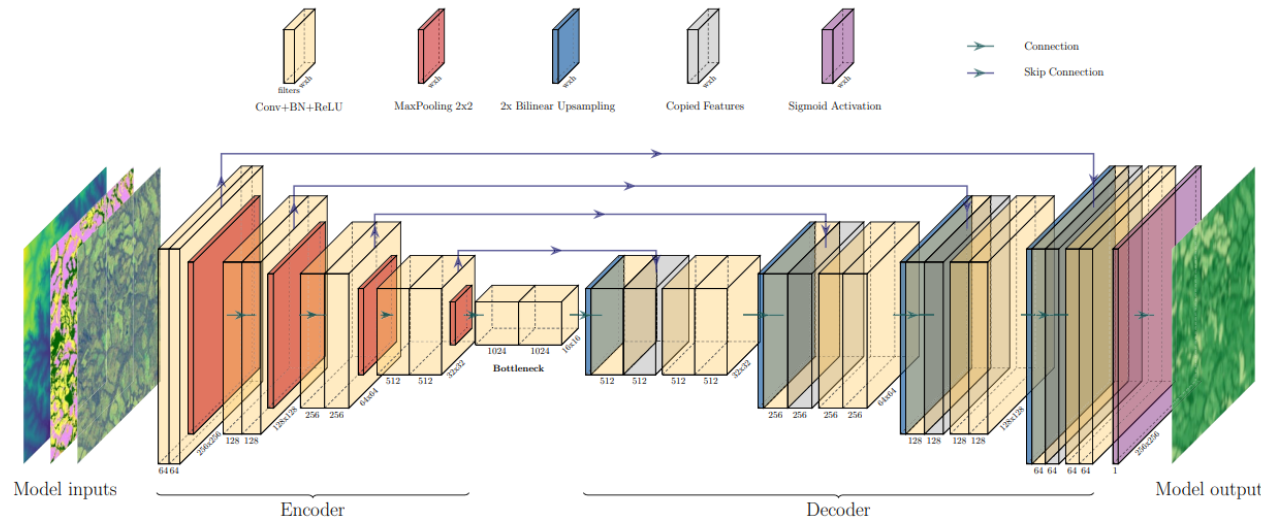 filters
wxh
wxh
wxh
wxh
wxh
Conv+BN+ReLU
MaxPooling 2x2
2x Bilinear Upsampling
Copied Features
Sigmoid Activation
Connection
Skip Connection
64 64
256x256
128 128
128x128
256 256
64x64
512 512
32x32
1024 1024
16x16
Bottleneck
512 512
512 512
32x32
256 256
256 256
64x64
128 128
128 128
128x128
64 64
64 64
1
256x256
Model inputs
Encoder
Decoder
Model output